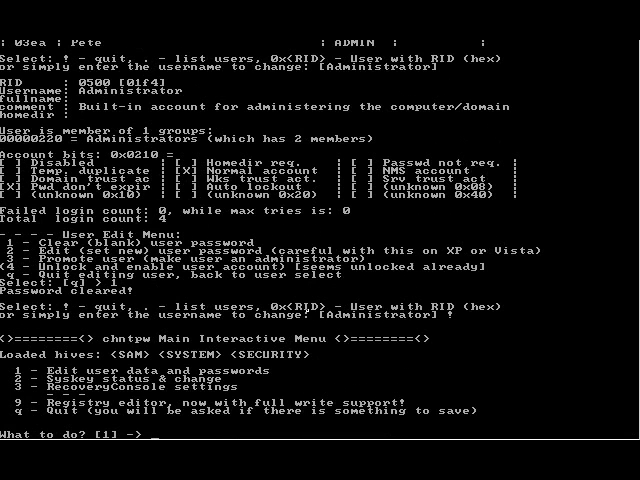 : 03ea : Pete : ADMIN : :
Select: ! - quit, . - list users, 0x<RID> - User with RID (hex)
or simply enter the username to change: [Administrator]
RID : 0500 [01f4]
Username: Administrator
fullname:
comment : Built-in account for administering the computer/domain
homedir :
User is member of 1 groups:
00000220 = Administrators (which has 2 members)
Account bits: 0x0210 =
[ ] Disabled | [ ] Homedir req. | [ ] Passwd not req. |
[ ] Temp. duplicate | [X] Normal account | [ ] NMS account |
[ ] Domain trust ac | [ ] Wks trust act. | [ ] Srv trust act |
[X] Pwd don't expir | [ ] Auto lockout | [ ] (unknown 0x08) |
[ ] (unknown 0x10) | [ ] (unknown 0x20) | [ ] (unknown 0x40) |
Failed login count: 0, while max tries is: 0
Total login count: 4
- - - - User Edit Menu:
1 - Clear (blank) user password
2 - Edit (set new) user password (careful with this on XP or Vista)
3 - Promote user (make user an administrator)
(4 - Unlock and enable user account) [seems unlocked already]
q - Quit editing user, back to user select
Select: [q] > 1
Password cleared!
Select: ! - quit, . - list users, 0x<RID> - User with RID (hex)
or simply enter the username to change: [Administrator] !
<>========<> chntpw Main Interactive Menu <>========<>
Loaded hives: <SAM> <SYSTEM> <SECURITY>
1 - Edit user data and passwords
2 - Syskey status & change
3 - RecoveryConsole settings
- - -
9 - Registry editor, now with full write support!
q - Quit (you will be asked if there is something to save)
What to do? [1] -> _